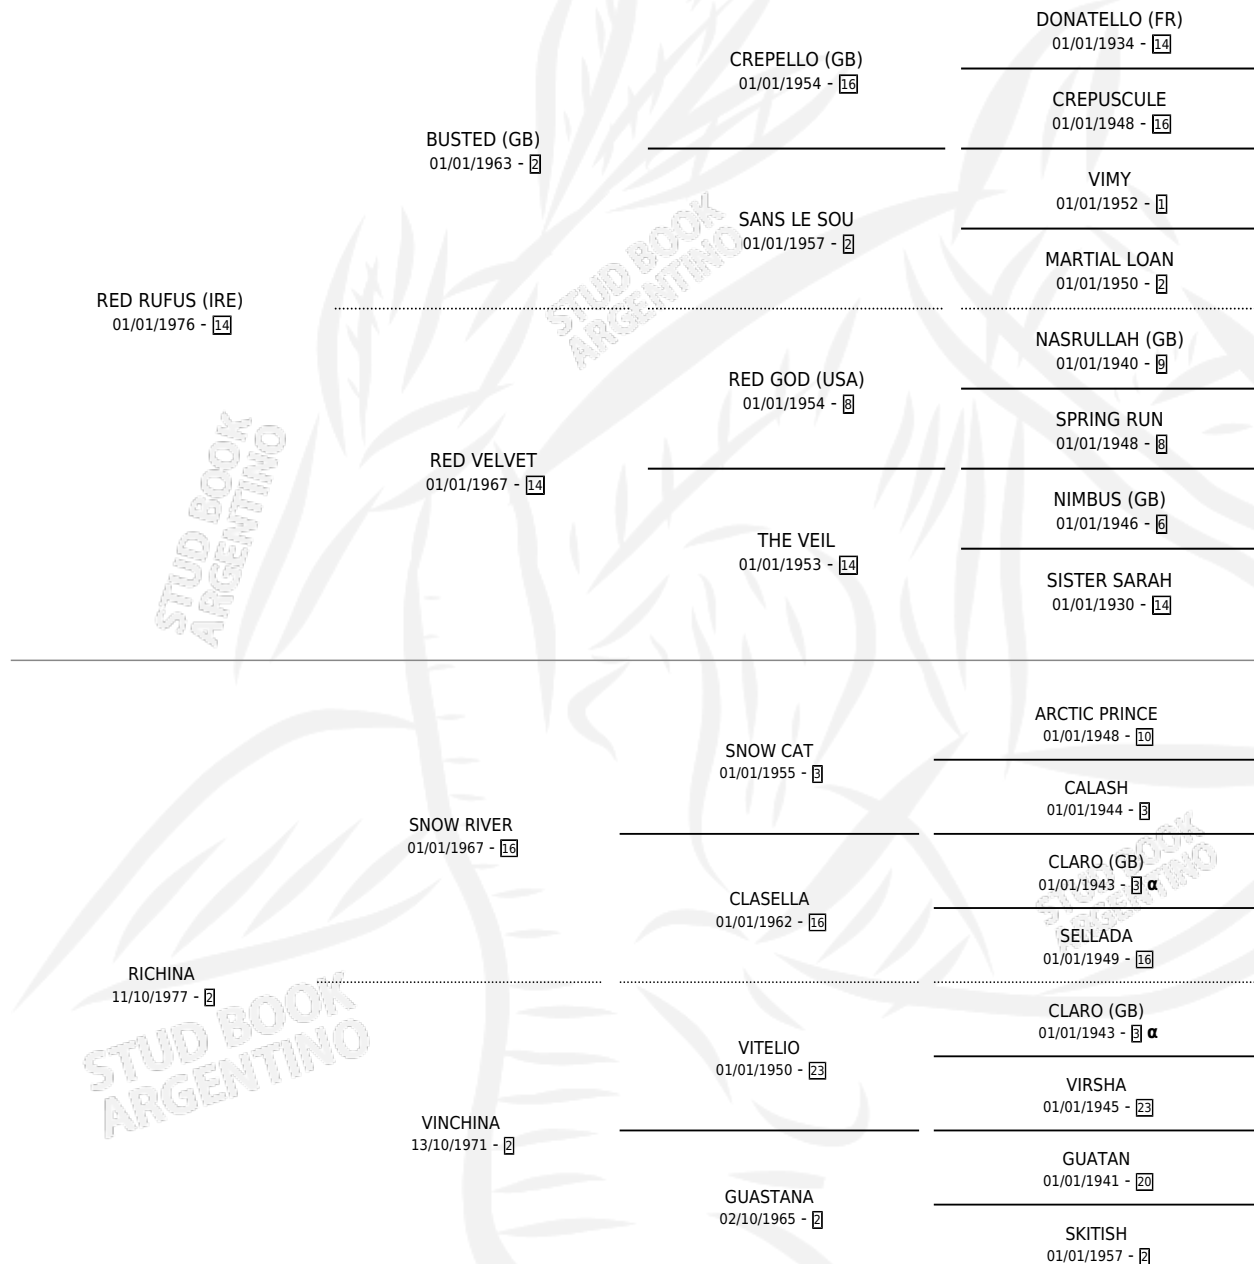 DONATELLO (FR)
01/01/1934 - 14
CREPELLO (GB)
01/01/1954 - 16
CREPUSCULE
01/01/1948 - 16
BUSTED (GB)
01/01/1963 - 2
VIMY
01/01/1952 - 1
SANS LE SOU
01/01/1957 - 2
MARTIAL LOAN
01/01/1950 - 2
RED RUFUS (IRE)
01/01/1976 - 14
NASRULLAH (GB)
01/01/1940 - 9
RED GOD (USA)
01/01/1954 - 8
SPRING RUN
01/01/1948 - 8
RED VELVET
01/01/1967 - 14
NIMBUS (GB)
01/01/1946 - 6
THE VEIL
01/01/1953 - 14
SISTER SARAH
01/01/1930 - 14
ARCTIC PRINCE
01/01/1948 - 10
SNOW CAT
01/01/1955 - 3
CALASH
01/01/1944 - 3
SNOW RIVER
01/01/1967 - 16
CLARO (GB)
01/01/1943 - 3 α
CLASELLA
01/01/1962 - 16
SELLADA
01/01/1949 - 16
RICHINA
11/10/1977 - 2
CLARO (GB)
01/01/1943 - 3 α
VITELIO
01/01/1950 - 23
VIRSHA
01/01/1945 - 23
VINCHINA
13/10/1971 - 2
GUATAN
01/01/1941 - 20
GUASTANA
02/10/1965 - 2
SKITISH
01/01/1957 - 2
STUD BOOK
ARGENTINO
STUD BOOK
ARGENTINO
STUD BOOK
ARGENTINO
STUD BOOK
ARGENTINO